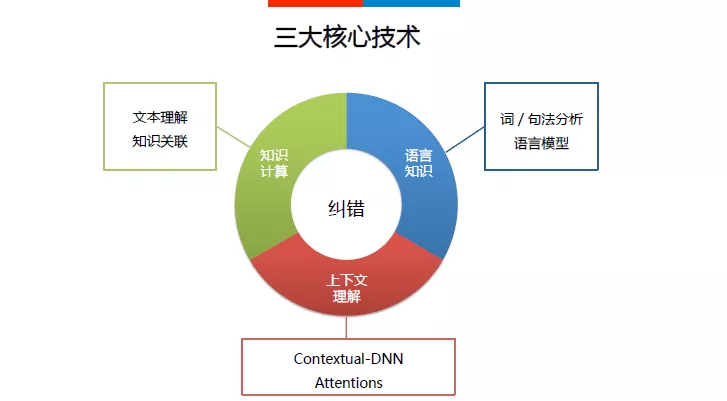 三大核心技术
文本理解
知识关联
词 / 句法分析
语言模型
知识
计算
语言
知识
纠错
上下文
理解
Contextual-DNN
Attentions